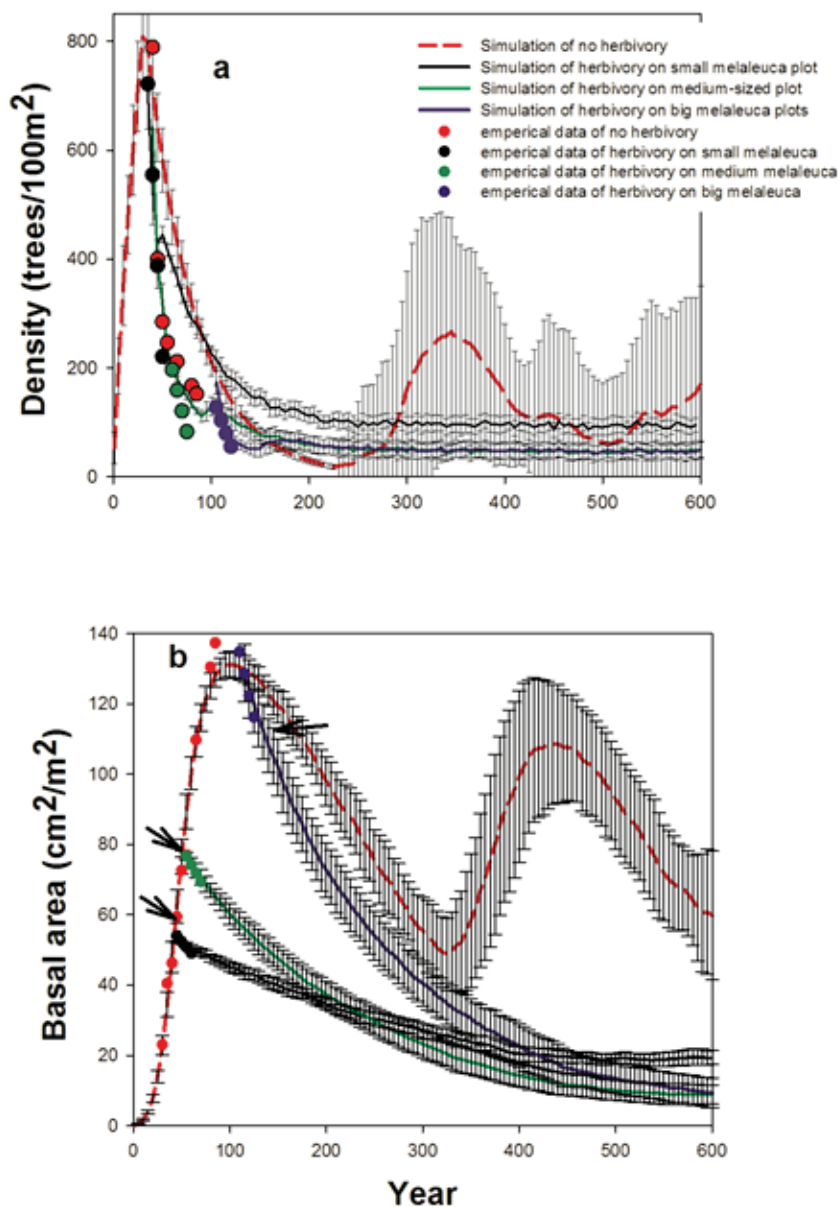 800
600
400
200
0
Density (trees/100m2)
a
Simulation of no herbivory
Simulation of herbivory on small melaleuca plot
Simulation of herbivory on medium-sized plot
Simulation of herbivory on big melaleuca plots
emperical data of no herbivory
emperical data of herbivory on small melaleuca
emperical data of herbivory on medium melaleuca
emperical data of herbivory on big melaleuca
0 100 200 300 400 500 600
140
120
100
80
60
40
20
0
Basal area (cm2/m2)
b
0 100 200 300 400 500 600
Year